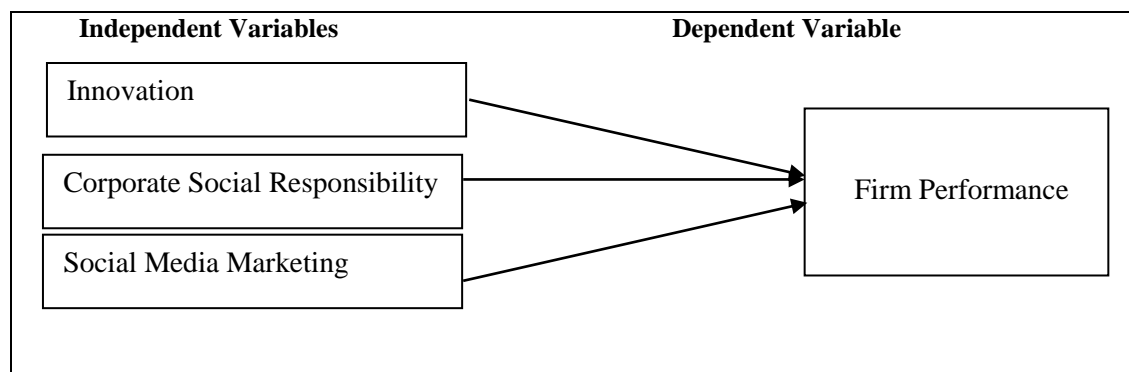 Independent Variables
Dependent Variable
Innovation
Corporate Social Responsibility
Social Media Marketing
Firm Performance